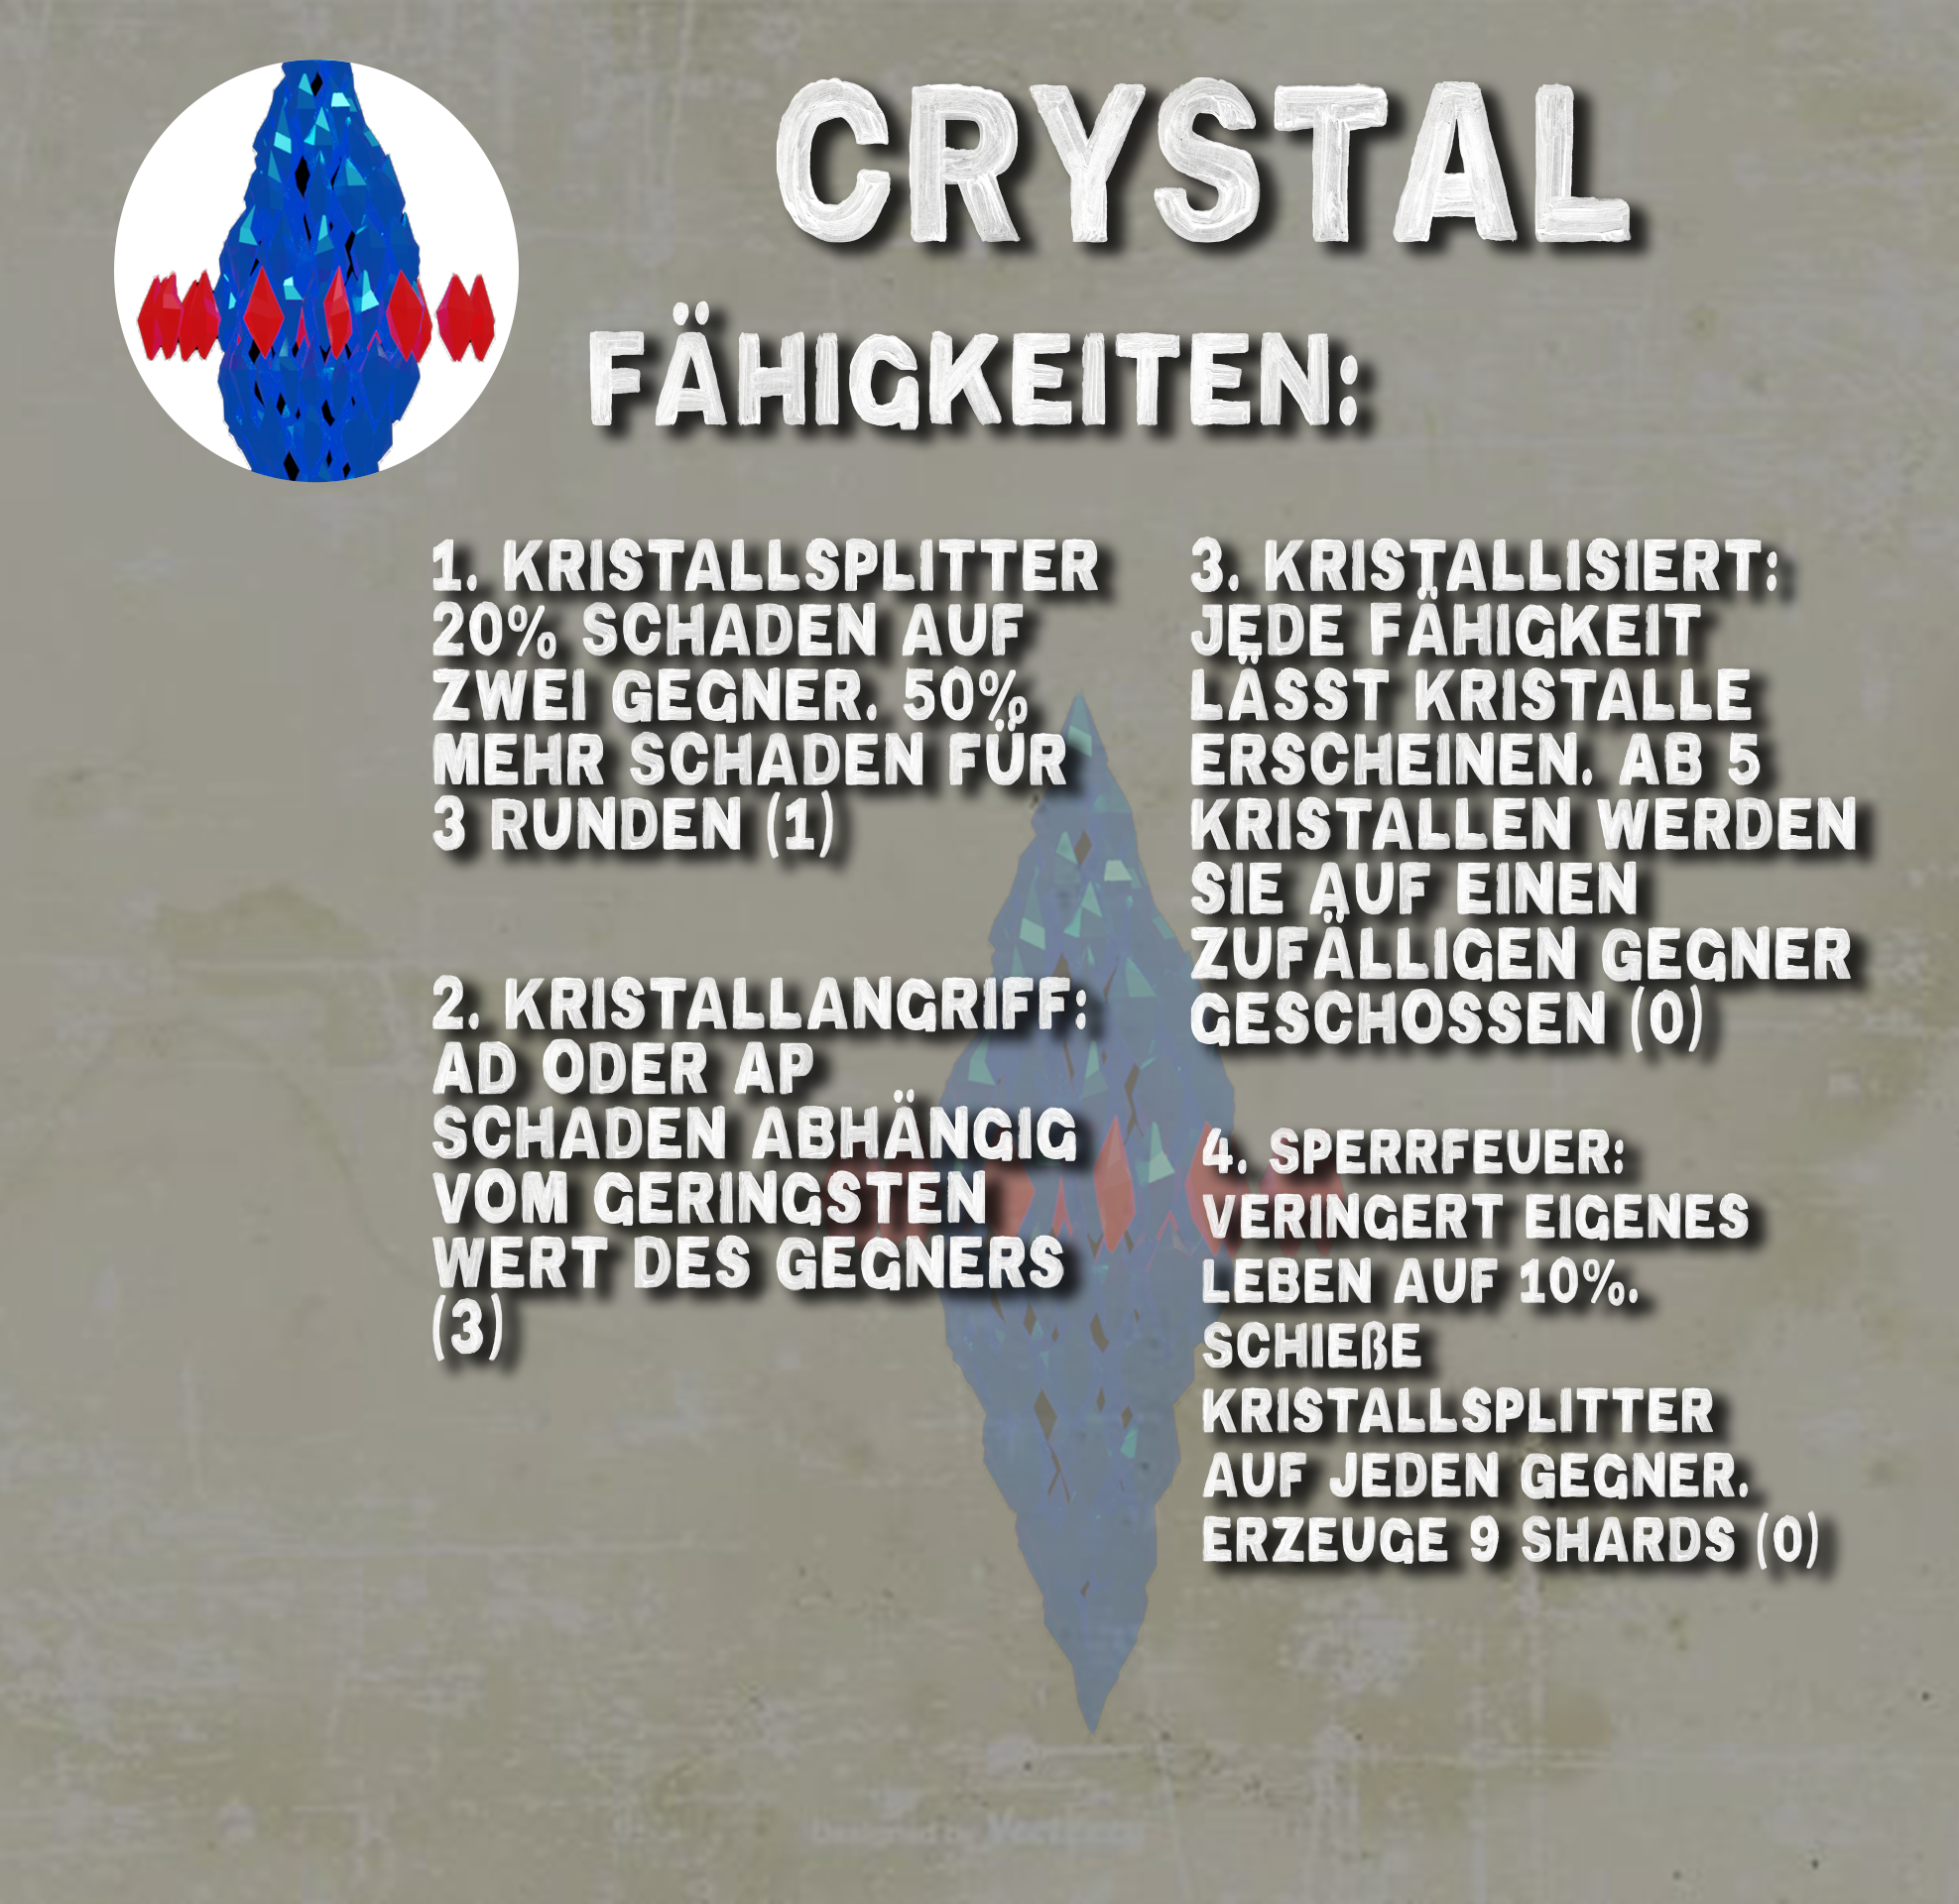 CRYSTAL
FÄHIGKEITEN:
1. KRISTALLSPLITTER
20% SCHADEN AUF
ZWEI GEGNER. 50%
MEHR SCHADEN FÜR
3 RUNDEN (1)
2. KRISTALLANGRIFF:
AD ODER AP
SCHADEN ABHÄNGIG
VOM GERINGSTEN
WERT DES GEGNERS
(3)
3. KRISTALLISIERT:
JEDE FÄHIGKEIT
LÄSST KRISTALLE
ERSCHEINEN. AB 5
KRISTALLEN WERDEN
SIE AUF EINEN
ZUFÄLLIGEN GEGNER
GESCHOSSEN (0)
4. SPERRFEUER:
VERINGERT EIGENES
LEBEN AUF 10%.
SCHIEßE
KRISTALLSPLITTER
AUF JEDEN GEGNER.
ERZEUGE 9 SHARDS (0)